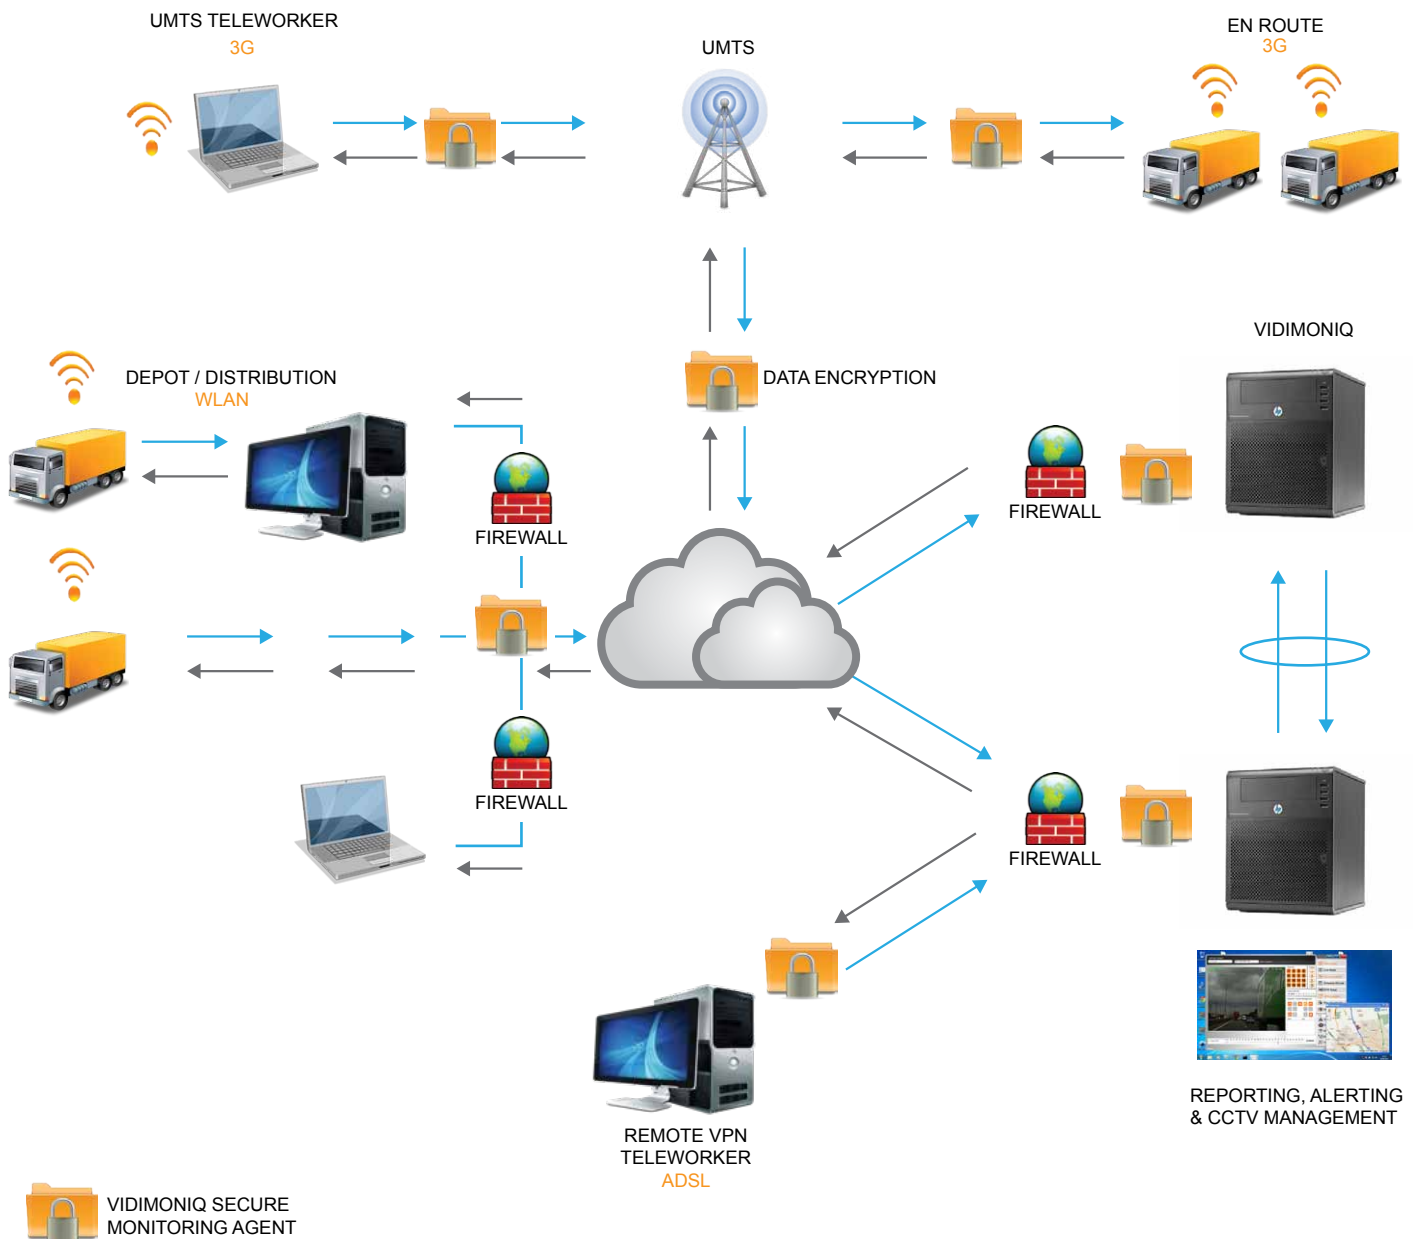 UMTS TELEWORKER
3G
UMTS
EN ROUTE
3G
VIDIMONIQ
DEPOT / DISTRIBUTION
WLAN
DATA ENCRYPTION
FIREWALL
FIREWALL
FIREWALL
FIREWALL
REPORTING, ALERTING
& CCTV MANAGEMENT
REMOTE VPN
TELEWORKER
ADSL
VIDIMONIQ SECURE
MONITORING AGENT